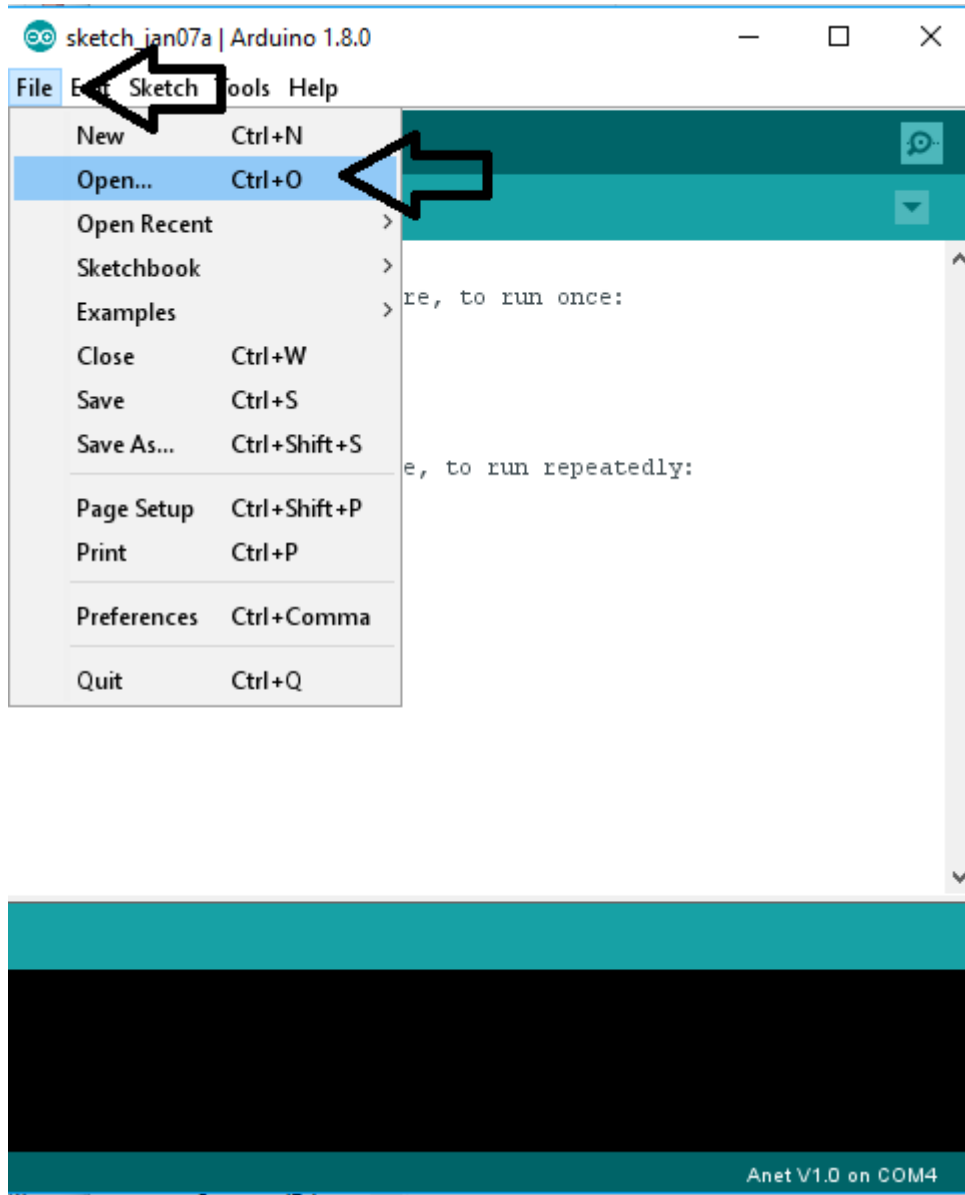 sketch_jan07a | Arduino 1.8.0
File Sketch Tools Help
New Ctrl+N
Open... Ctrl+O
Open Recent >
Sketchbook >
Examples >
Close Ctrl+W
Save Ctrl+S
Save As... Ctrl+Shift+S
Page Setup Ctrl+Shift+P
Print Ctrl+P
Preferences Ctrl+Comma
Quit Ctrl+Q
re, to run once:
e, to run repeatedly:
Anet V1.0 on COM4